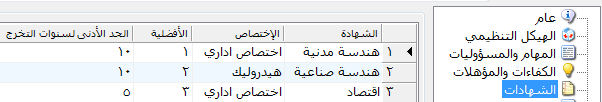 عام
الهيكل التنظيمي
المهام والمسؤوليات
الكفاءات والمؤهلات
الشهادات
الشهادة الإختصاص الأفضلية الحد الأدنى لسنوات التخرج
١ هندسة مدنية اختصاص اداري ١ ١٠
٢ هندسة صناعية هيدروليك ٢ ١٠
٣ اقتصاد اختصاص اداري ٣ ٥